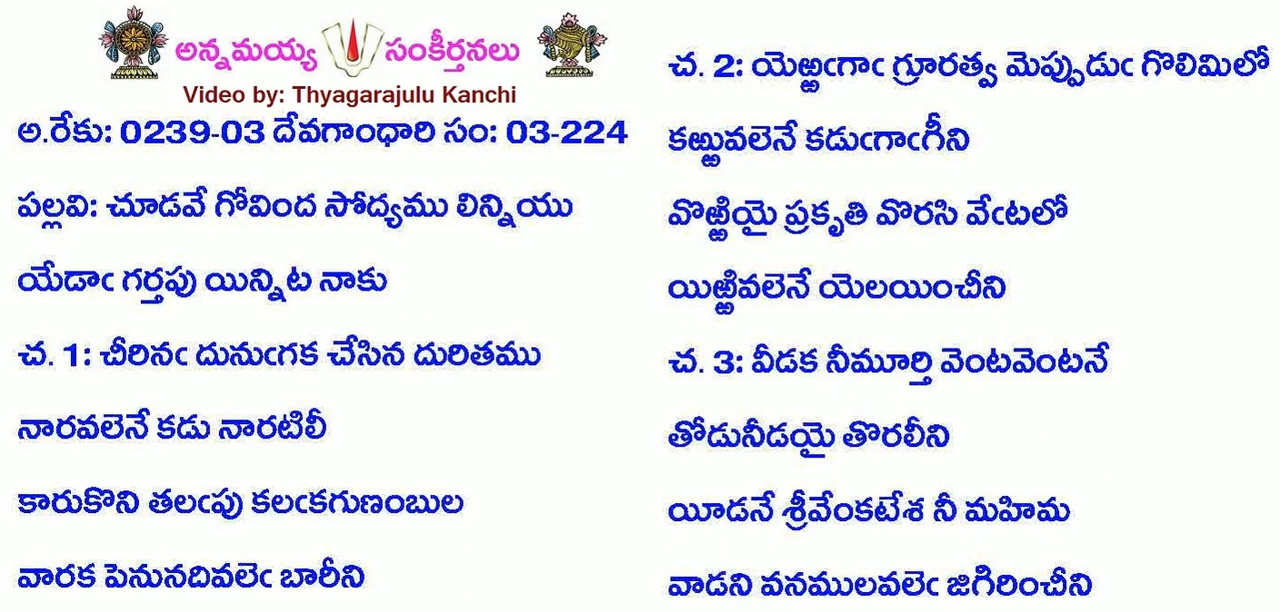 అన్నమయ్య సంకీర్తనలు
Video by: Thyagarajulu Kanchi
అ.రేకు: 0239-03 దేవగాంధారి సం: 03-224
పల్లవి: చూడవే గోవింద సోద్యము లిన్నియు
యేడాఁ గర్తపు యిన్నిట నాకు
చ. 1: చీరినఁ దునుఁగక చేసిన దురితము
నారవలెనే కడు నారటిలీ
కారుకొని తలఁపు కలఁకగుణంబుల
వారక పెనునదివలెఁ బారీని
చ. 2: యెఱ్ఱఁగాఁ గ్రూరత్వ మెప్పుడుఁ గొలిమిలో
కఱ్ఱువలెనే కడుఁగాఁగీని
వొఱ్ఱియై ప్రకృతి వొరసి వేఁటలో
యిఱ్ఱివలెనే యెలయించీని
చ. 3: వీడక నీమూర్తి వెంటవెంటనే
తోడునీడయై తొరలీని
యీడనే శ్రీవేంకటేశ నీ మహిమ
వాడని వనములవలెఁ జిగిరించీని